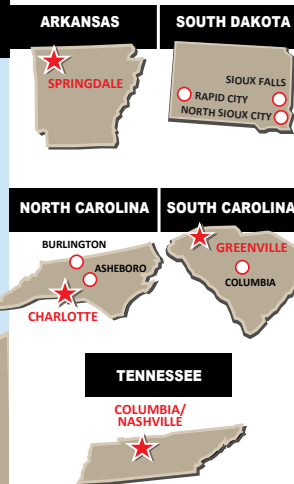 ARKANSAS
SPRINGDALE
SOUTH DAKOTA
SIOUX FALLS
RAPID CITY
NORTH SIOUX CITY
NORTH CAROLINA
BURLINGTON
ASHEBORO
CHARLOTTE
SOUTH CAROLINA
GREENVILLE
COLUMBIA
TENNESSEE
COLUMBIA/
NASHVILLE